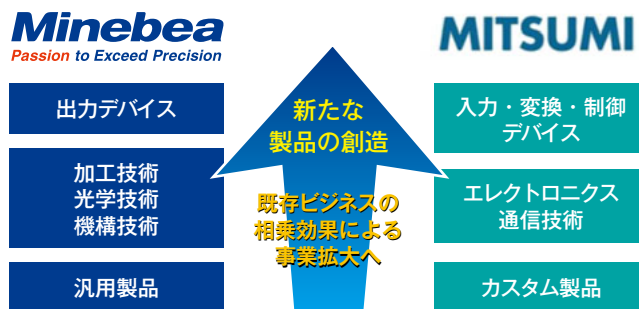 Minebea
Passion to Exceed Precision
出力デバイス
加工技術
光学技術
機構技術
汎用製品
新たな
製品の創造
既存ビジネスの
相乗効果による
事業拡大へ
MITSUMI
入力・変換・制御
デバイス
エレクトロニクス
通信技術
カスタム製品